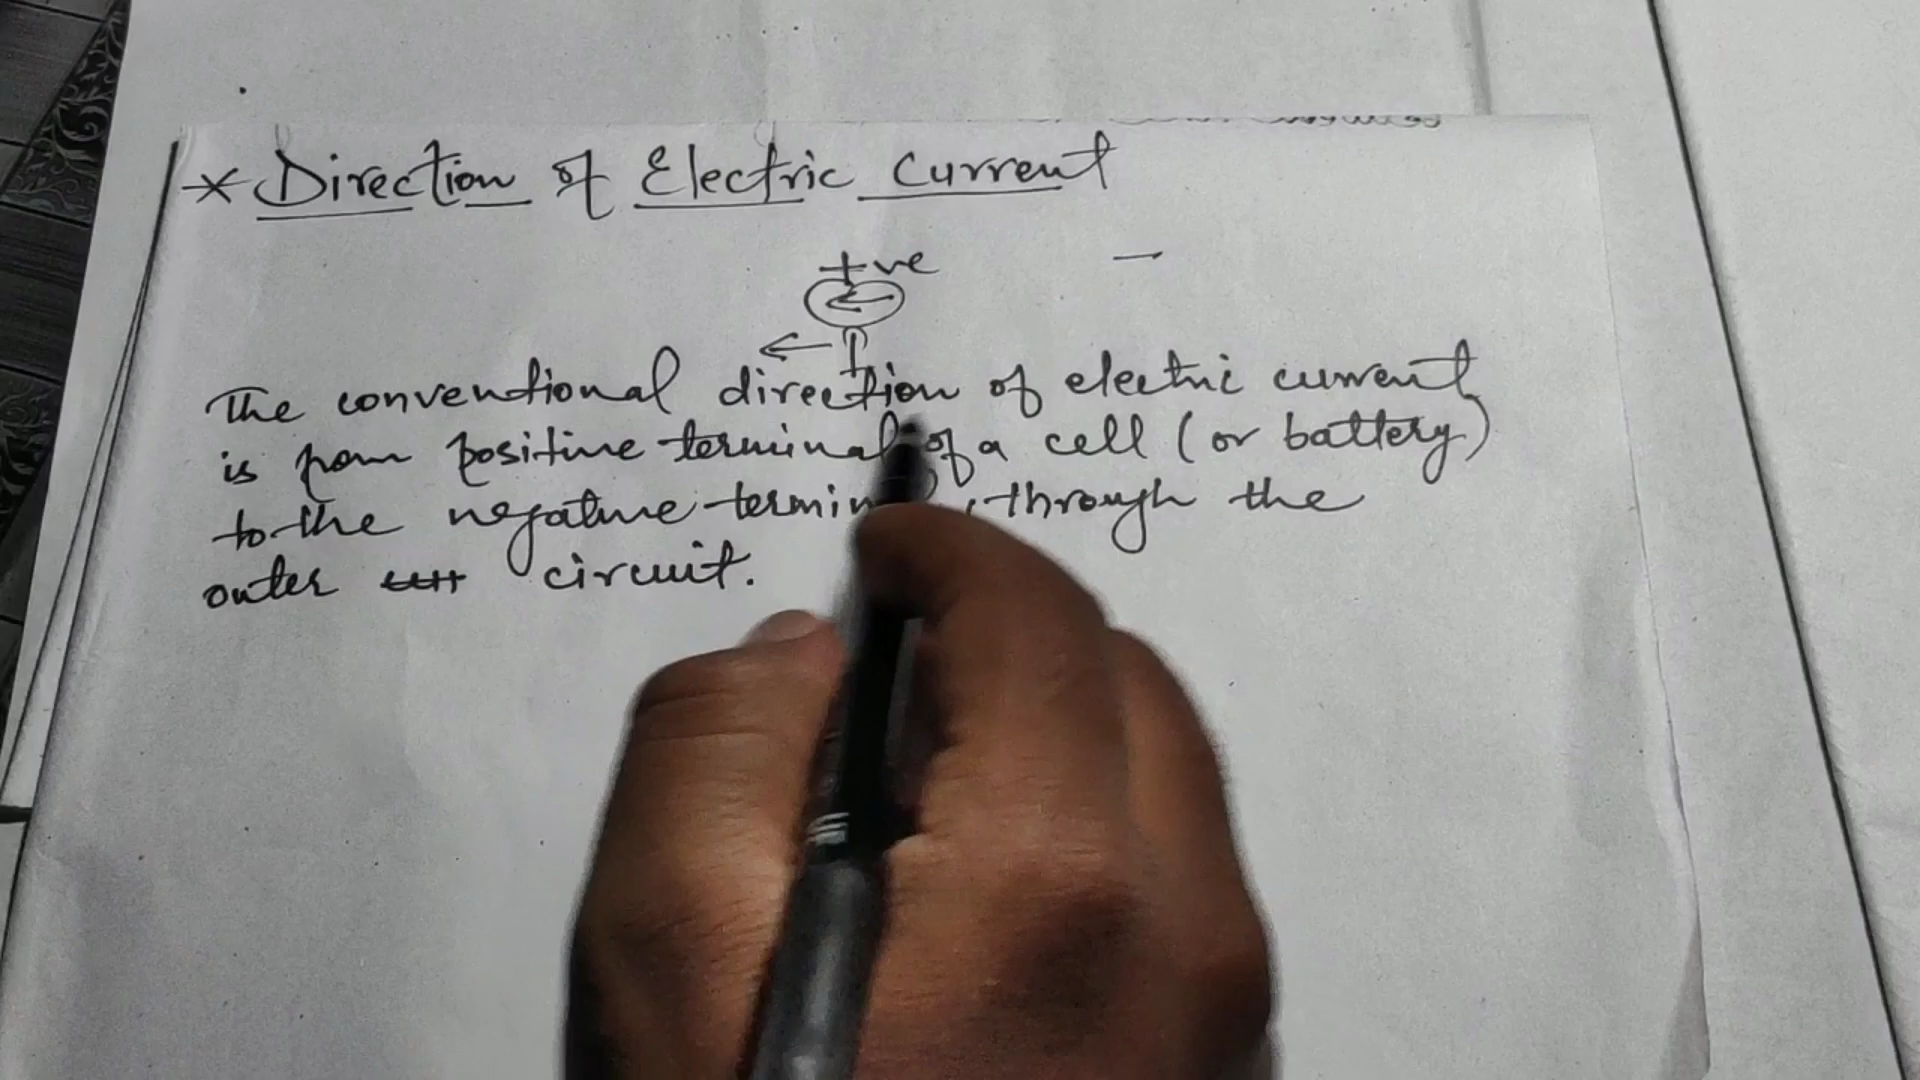 * Direction of Electric Current
+ve —
The conventional direction of electric current
is from positive terminal of a cell (or battery)
to the negative termin , through the
outer circuit.